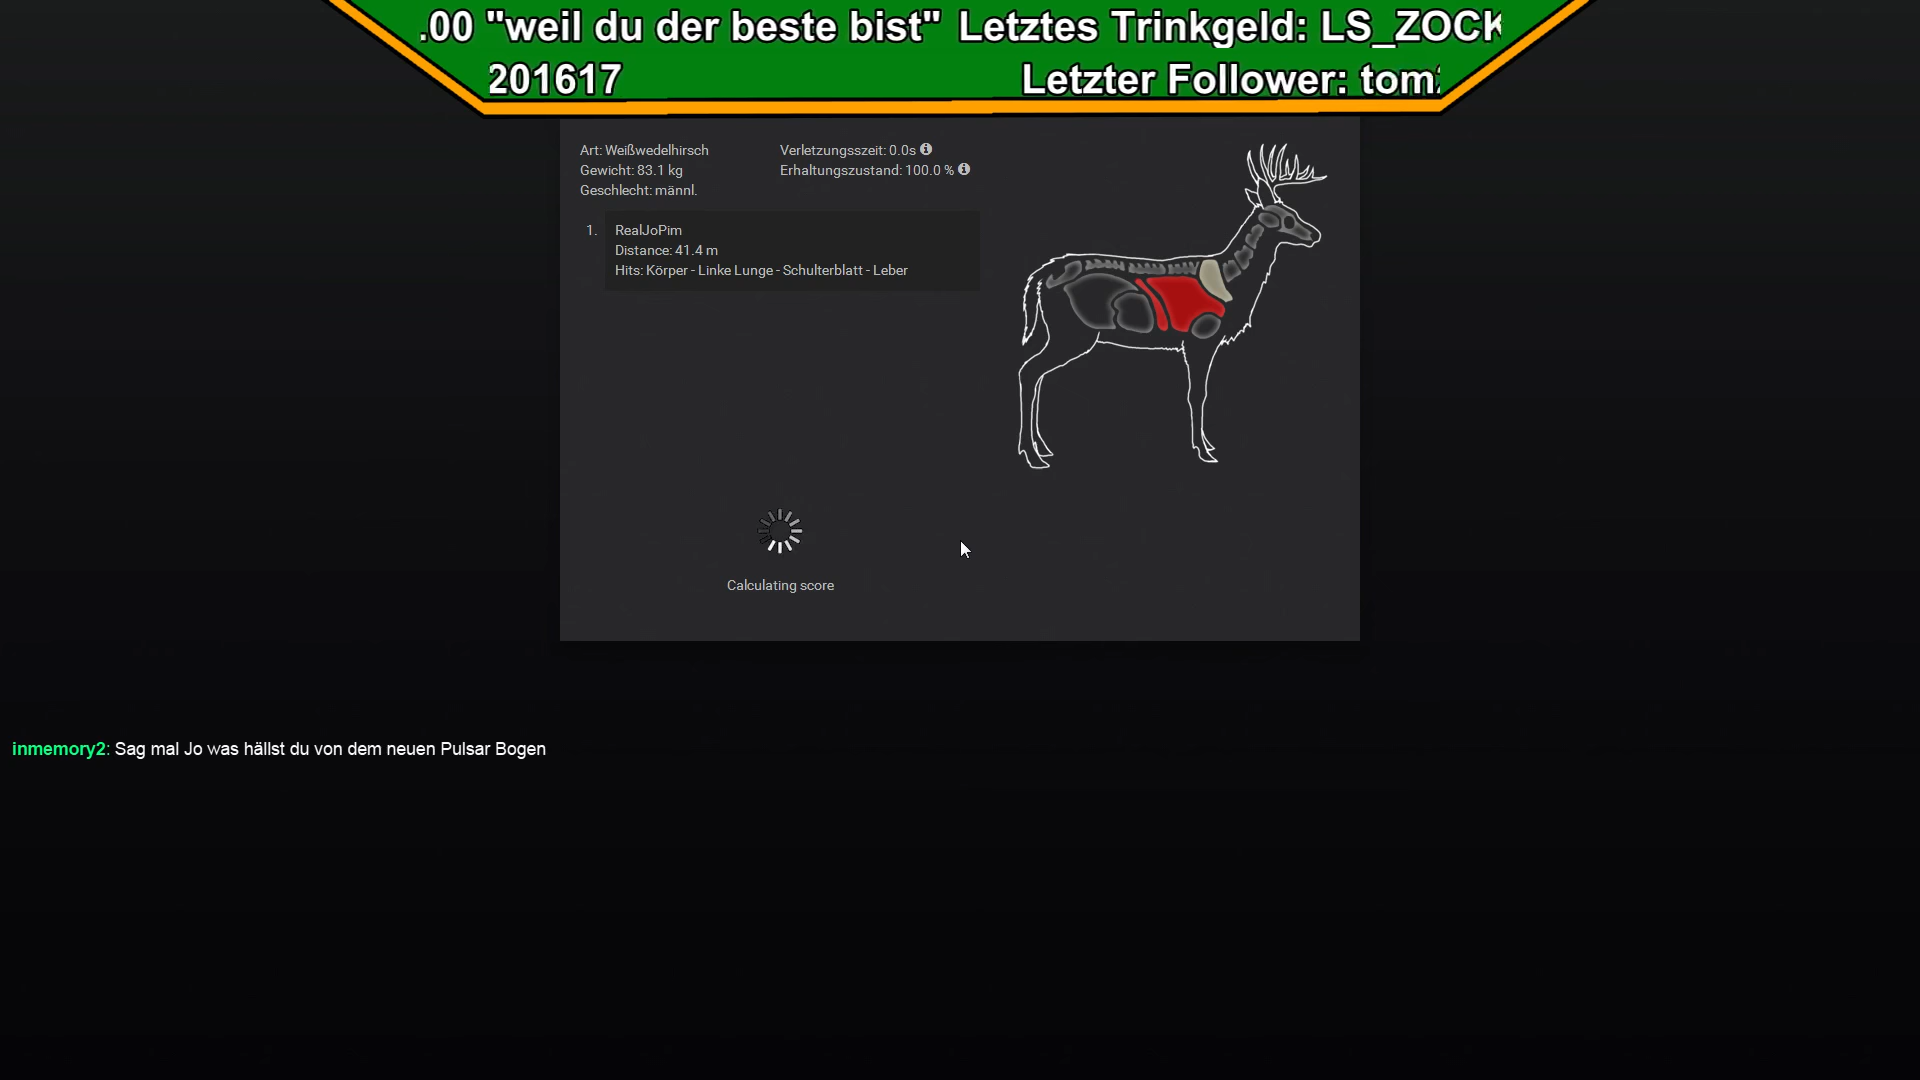 .00 "weil du der beste bist" Letztes Trinkgeld: LS_ZOCK
201617 Letzter Follower: tom
Art: Weißwedelhirsch
Gewicht: 83.1 kg
Geschlecht: männl.
Verletzungsszeit: 0.0s
Erhaltungszustand: 100.0 %
1. RealJoPim
Distance: 41.4 m
Hits: Körper - Linke Lunge - Schulterblatt - Leber
Calculating score
inmemory2: Sag mal Jo was hällst du von dem neuen Pulsar Bogen